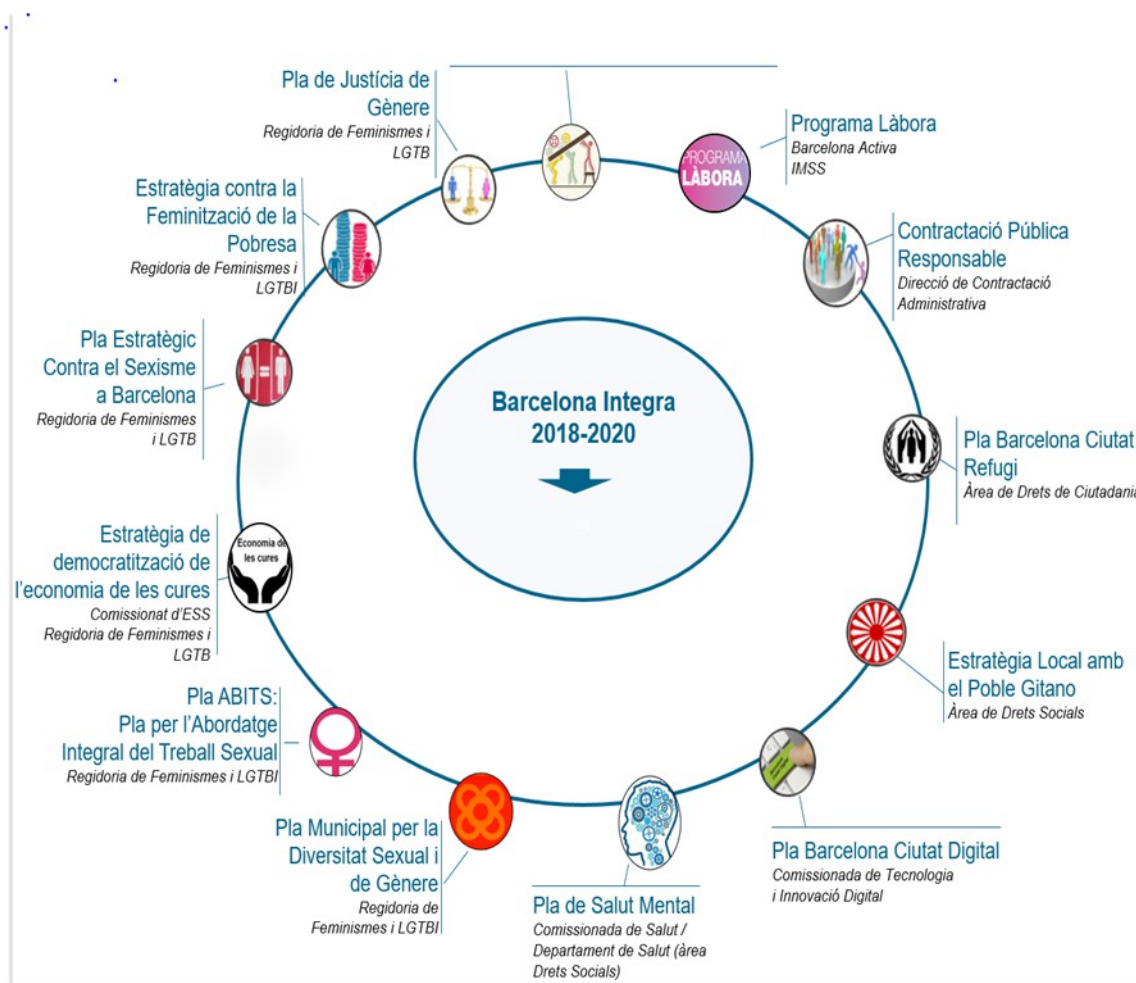 Pla de Justícia de
Gènere
Regidoria de Feminismes i
LGTB
PROGRAMA
LÀBORA
Programa Làbora
Barcelona Activa
IMSS
Estratègia contra la
Feminització de la
Pobresa
Regidoria de Feminismes i
LGTBI
Contractació Pública
Responsable
Direcció de Contractació
Administrativa
Pla Estratègic
Contra el Sexisme
a Barcelona
Regidoria de Feminismes
i LGTB
Barcelona Integra
2018-2020
Pla Barcelona Ciutat
Refugi
Àrea de Drets de Ciutadania
Estratègia de
democratització de
l'economia de les cures
Comissionat d'ESS
Regidoria de Feminismes i
LGTB
Economia de
les cures
Estratègia Local amb
el Poble Gitano
Àrea de Drets Socials
Pla ABITS:
Pla per l'Abordatge
Integral del Treball Sexual
Regidoria de Feminismes i LGTBI
Pla Municipal per la
Diversitat Sexual i
de Gènere
Regidoria de
Feminismes i LGTBI
Pla de Salut Mental
Comissionada de Salut /
Departament de Salut (àrea
Drets Socials)
Pla Barcelona Ciutat Digital
Comissionada de Tecnologia
i Innovació Digital